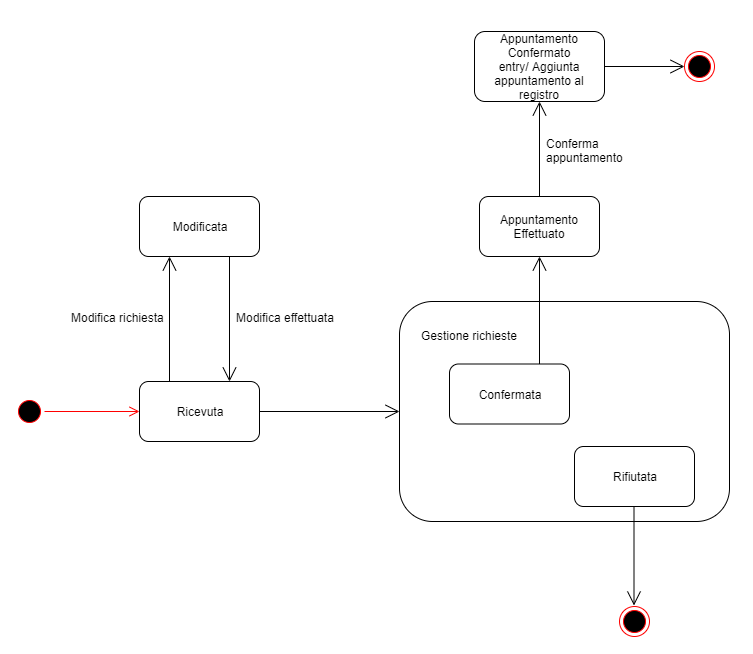 Appuntamento
Confermato
entry/ Aggiunta
appuntamento al
registro
Conferma
appuntamento
Modificata
Appuntamento
Effettuato
Modifica richiesta
Modifica effettuata
Gestione richieste
Confermata
Ricevuta
Rifiutata